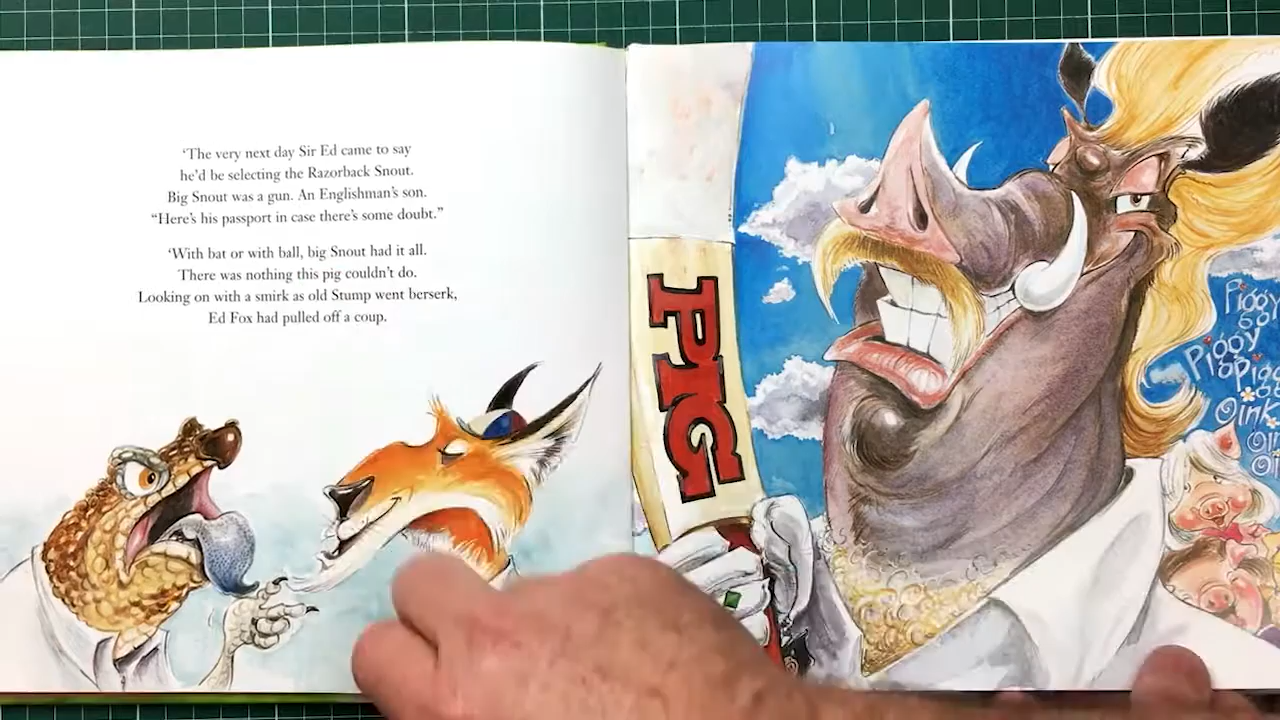 ‘The very next day Sir Ed came to say
he’d be selecting the Razorback Snout.
Big Snout was a gun. An Englishman’s son.
“Here’s his passport in case there’s some doubt.”
‘With bat or with ball, big Snout had it all.
There was nothing this pig couldn’t do.
Looking on with a smirk as old Stump went berserk,
Ed Fox had pulled off a coup.
PIG
Piggy
Piggy
Oink